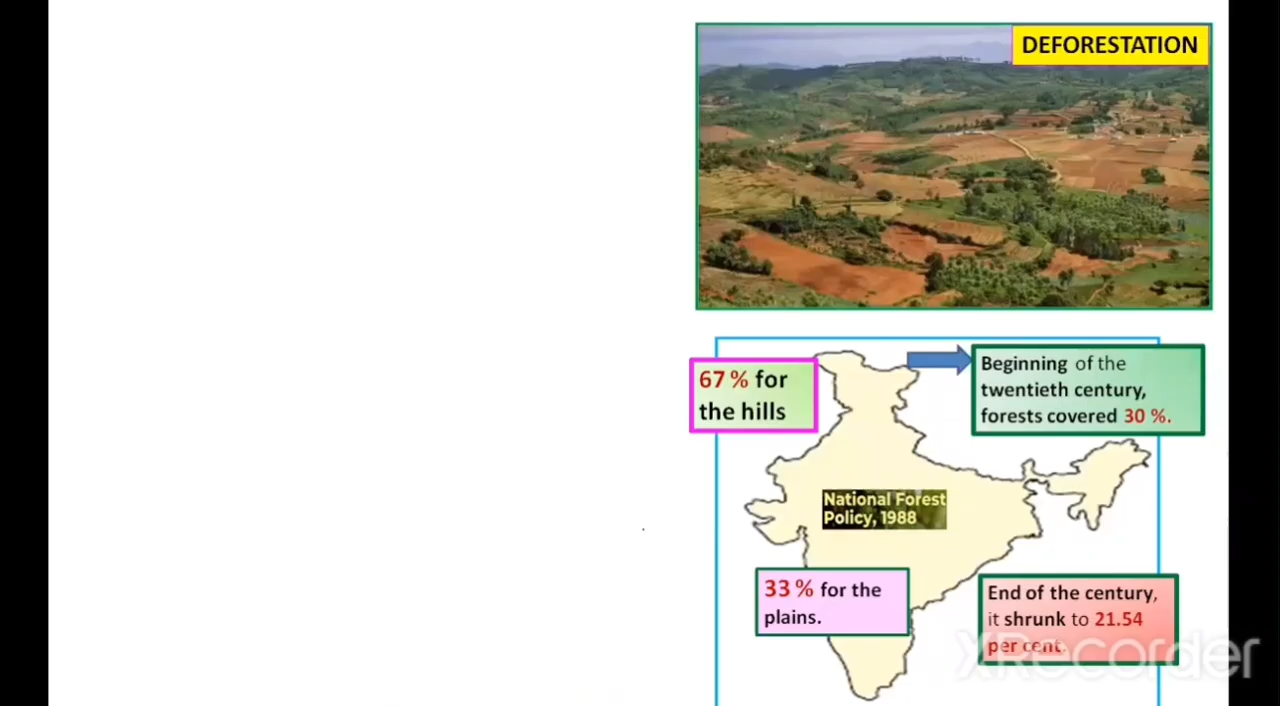 DEFORESTATION
67 % for
the hills
Beginning of the
twentieth century,
forests covered 30 %.
National Forest
Policy, 1988
33 % for the
plains.
End of the century,
it shrunk to 21.54
per cent.
XRecorder